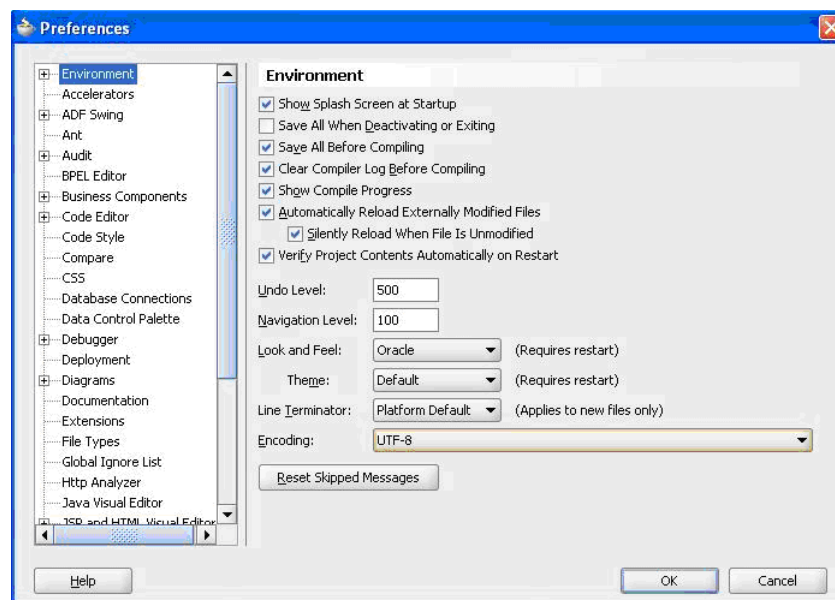 Preferences
Environment
Accelerators
ADF Swing
Ant
Audit
BPEL Editor
Business Components
Code Editor
Code Style
Compare
CSS
Database Connections
Data Control Palette
Debugger
Deployment
Diagrams
Documentation
Extensions
File Types
Global Ignore List
Http Analyzer
Java Visual Editor
JSP and HTML Visual Editor
Environment
Show Splash Screen at Startup
Save All When Deactivating or Exiting
Save All Before Compiling
Clear Compiler Log Before Compiling
Show Compile Progress
Automatically Reload Externally Modified Files
Silently Reload When File Is Unmodified
Verify Project Contents Automatically on Restart
Undo Level: 500
Navigation Level: 100
Look and Feel: Oracle (Requires restart)
Theme: Default (Requires restart)
Line Terminator: Platform Default (Applies to new files only)
Encoding: UTF-8
Reset Skipped Messages
Help OK Cancel